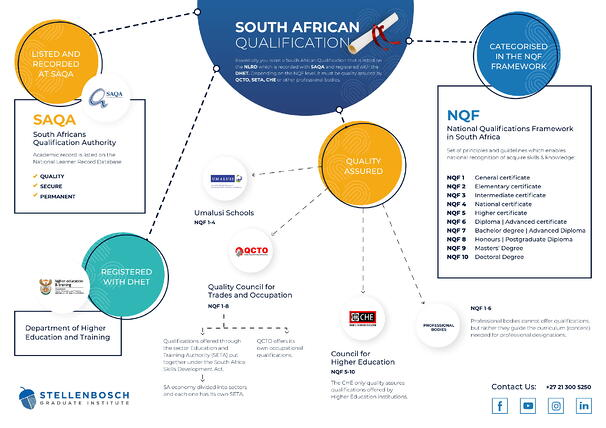 SOUTH AFRICAN
QUALIFICATION
Essentially you want a South African Qualification that is listed on
the NLRD which is recorded with SAQA and registered with the
DHET. Depending on the NQF level, it must be quality assured by
QCTO, SETA, CHE or other professional bodies.
LISTED AND
RECORDED
AT SAQA
SAQA
SAQA
South Africans
Qualification Authority
Academic record is listed on the
National Learner Record Database
✓ QUALITY
✓ SECURE
✓ PERMANENT
CATEGORISED
IN THE NQF
FRAMEWORK
NQF
National Qualifications Framework
in South Africa
Set of principles and guidelines which enables
national recognition of acquire skills & knowledge
NQF 1 General certificate
NQF 2 Elementary certificate
NQF 3 Intermediate certificate
NQF 4 National certificate
NQF 5 Higher certificate
NQF 6 Diploma | Advanced certificate
NQF 7 Bachelor degree | Advanced Diploma
NQF 8 Honours | Postgraduate Diploma
NQF 9 Masters' Degree
NQF 10 Doctoral Degree
QUALITY
ASSURED
UMALUSI
Umalusi Schools
NQF 1-4
QCTO
Quality Council for
Trades and Occupation
NQF 1-8
Qualifications offered through
the sector Education and
Training Authority (SETA) put
together under the South Africa
Skills Development Act.
SA economy divided into sectors
and each one has its own SETA.
QCTO offers its
own occupational
qualifications.
REGISTERED
WITH DHET
higher education
& training
Department of Higher
Education and Training
CHE
Council for
Higher Education
NQF 5-10
The CHE only quality assures
qualifications offered by
Higher Education Institutions.
PROFESSIONAL
BODIES
NQF 1-6
Professional Bodies cannot offer qualifications,
but rather they guide the curriculum (content)
needed for professional designations.
STELLENBOSCH
GRADUATE INSTITUTE
Contact Us: +27 21 300 5250